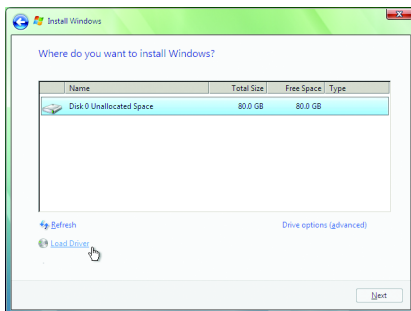 Install Windows
Where do you want to install Windows?
Name Total Size Free Space Type
Disk 0 Unallocated Space 80.0 GB 80.0 GB
Refresh Drive options (advanced)
Load Driver
Next